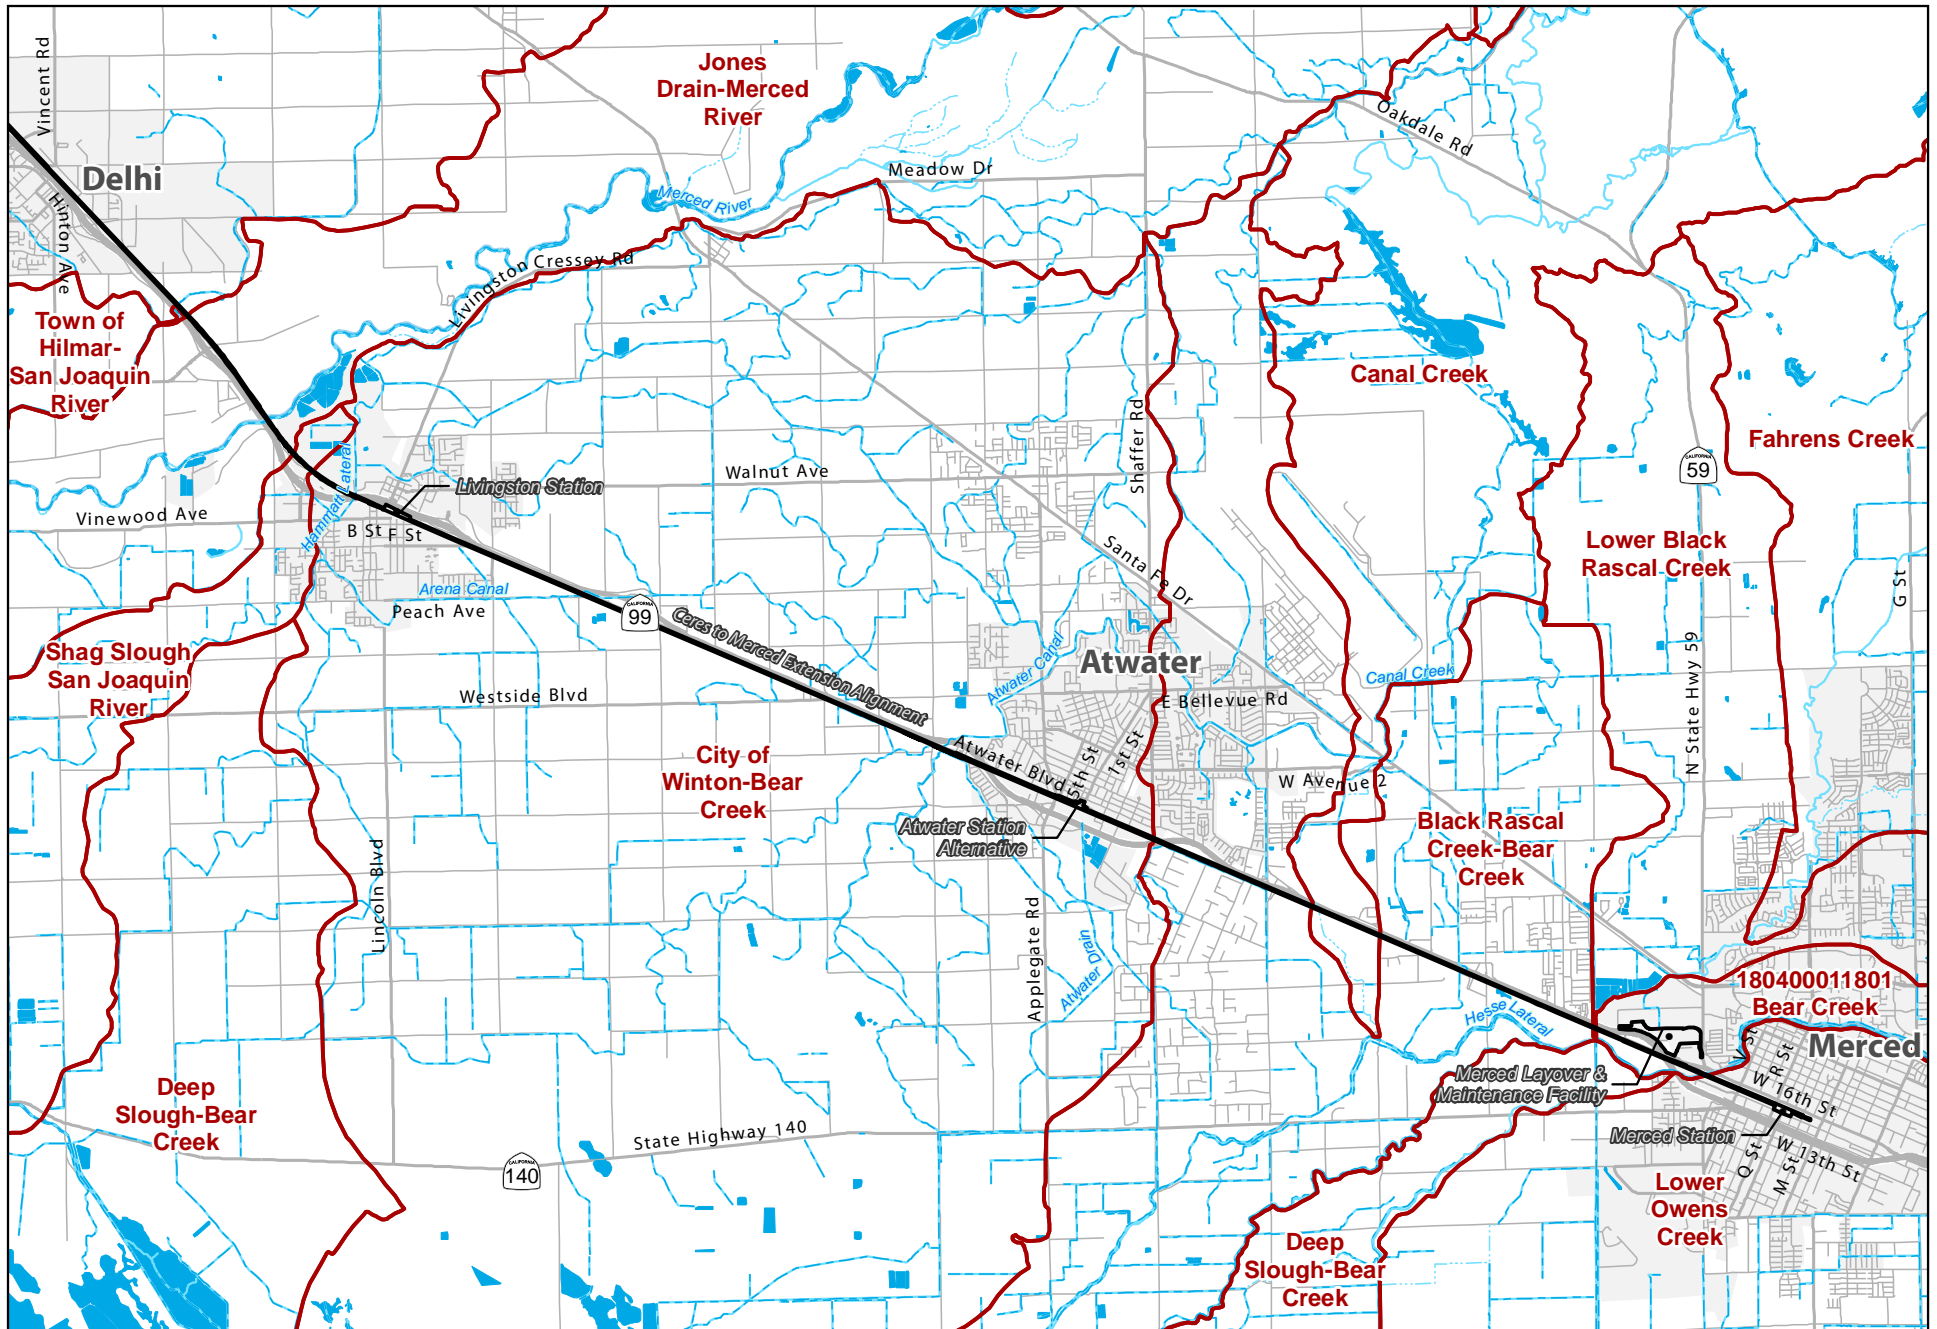 Vincent Rd
Delhi
Hinton Ave
Jones
Drain-Merced
River
Meadow Dr
Merced River
Oakdale Rd
Livingston Cressey Rd
Town of
Hilmar-
San Joaquin
River
Canal Creek
Fahrens Creek
Shaffer Rd
CALIFORNIA
59
Walnut Ave
Livingston Station
Hammatt Lateral
Vinewood Ave
B St
F St
Lower Black
Rascal Creek
Santa Fe Dr
G St
Arena Canal
Peach Ave
CALIFORNIA
99
Ceres to Merced Extension Alignment
Atwater Canal
Atwater
Shag Slough
San Joaquin
River
Canal Creek
N State Hwy 59
Westside Blvd
E Bellevue Rd
City of
Winton-Bear
Creek
Atwater Blvd
5th St
1st St
W Avenue 2
Atwater Station
Alternative
Black Rascal
Creek-Bear
Creek
Lincoln Blvd
Applegate Rd
Atwater Drain
180400011801
Bear Creek
Hesse Lateral
Merced
V St
R St
W 16th St
Merced Layover &
Maintenance Facility
Deep
Slough-Bear
Creek
State Highway 140
CALIFORNIA
140
Merced Station
Q St
M St
W 13th St
Lower
Owens
Creek
Deep
Slough-Bear
Creek